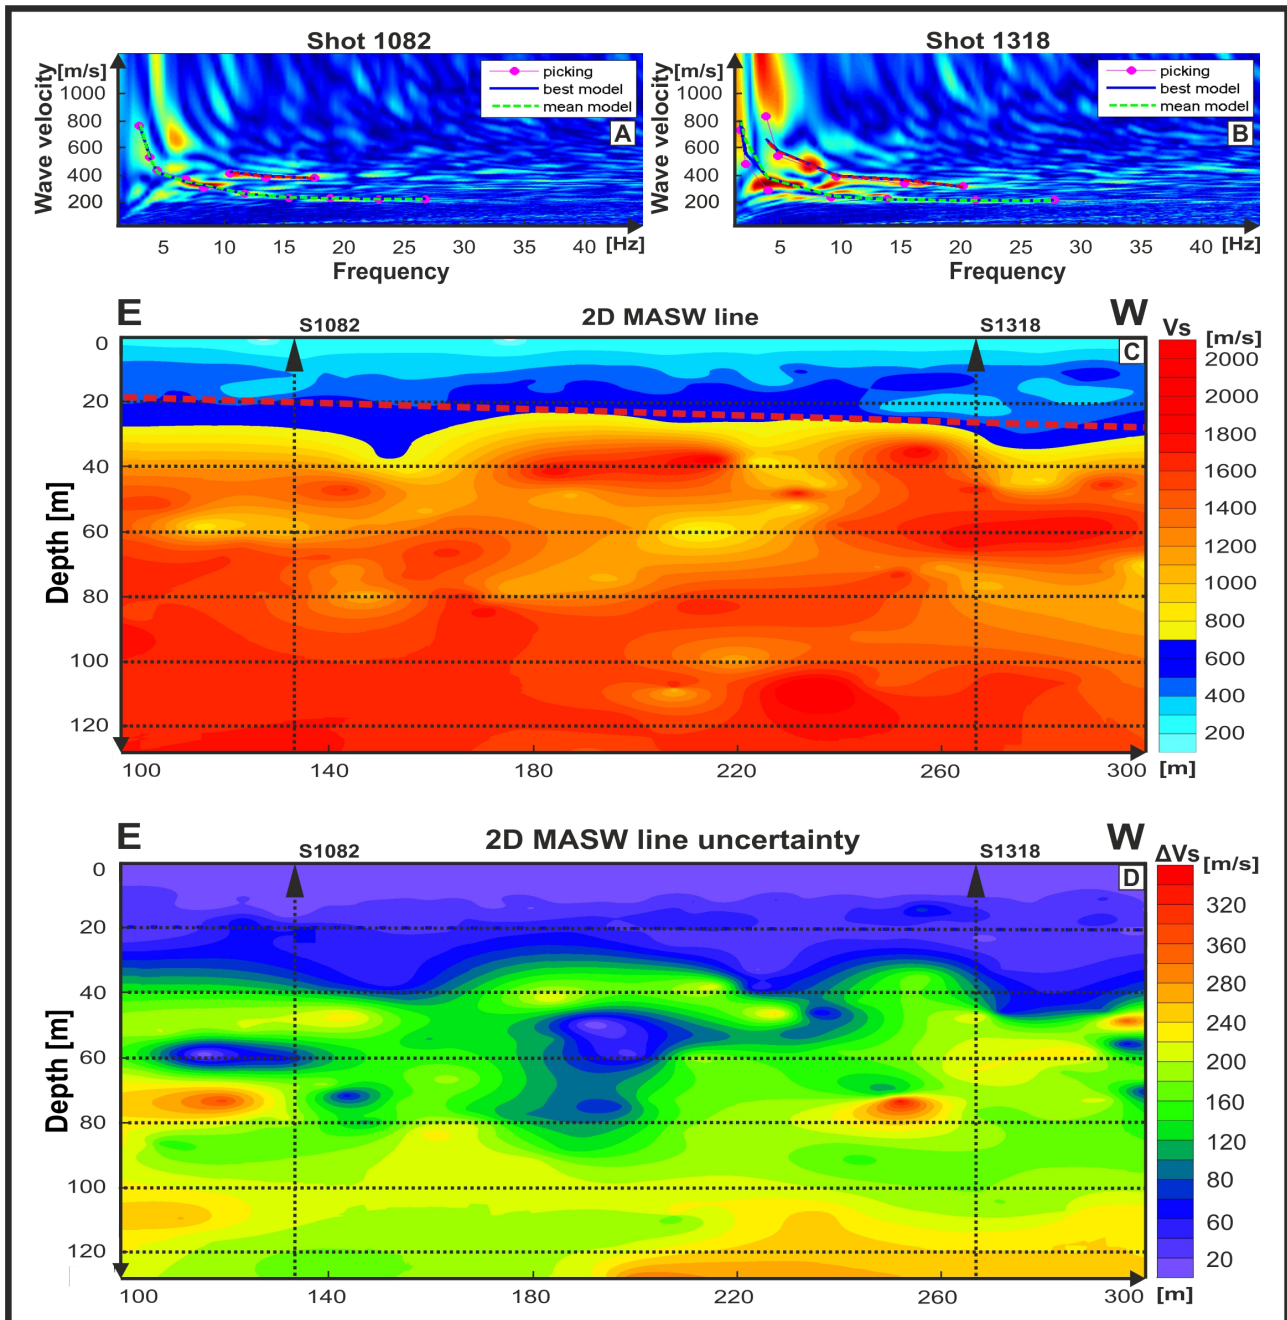 Shot 1082
Shot 1318
[m/s]
1000
800
600
400
200
Wave velocity
picking
best model
mean model
A
5 10 15 20 25 30 35 40 [Hz]
Frequency
[m/s]
1000
800
600
400
200
Wave velocity
picking
best model
mean model
B
5 10 15 20 25 30 35 40 [Hz]
Frequency
E 2D MASW line W
S1082 S1318
C
Vs [m/s]
0
20
40
60
80
100
120
Depth [m]
100 140 180 220 260 300 [m]
2000
1800
1600
1400
1200
1000
800
600
400
200
E 2D MASW line uncertainty W
S1082 S1318
D
ΔVs [m/s]
0
20
40
60
80
100
120
Depth [m]
100 140 180 220 260 300 [m]
320
360
280
240
200
160
120
80
60
20